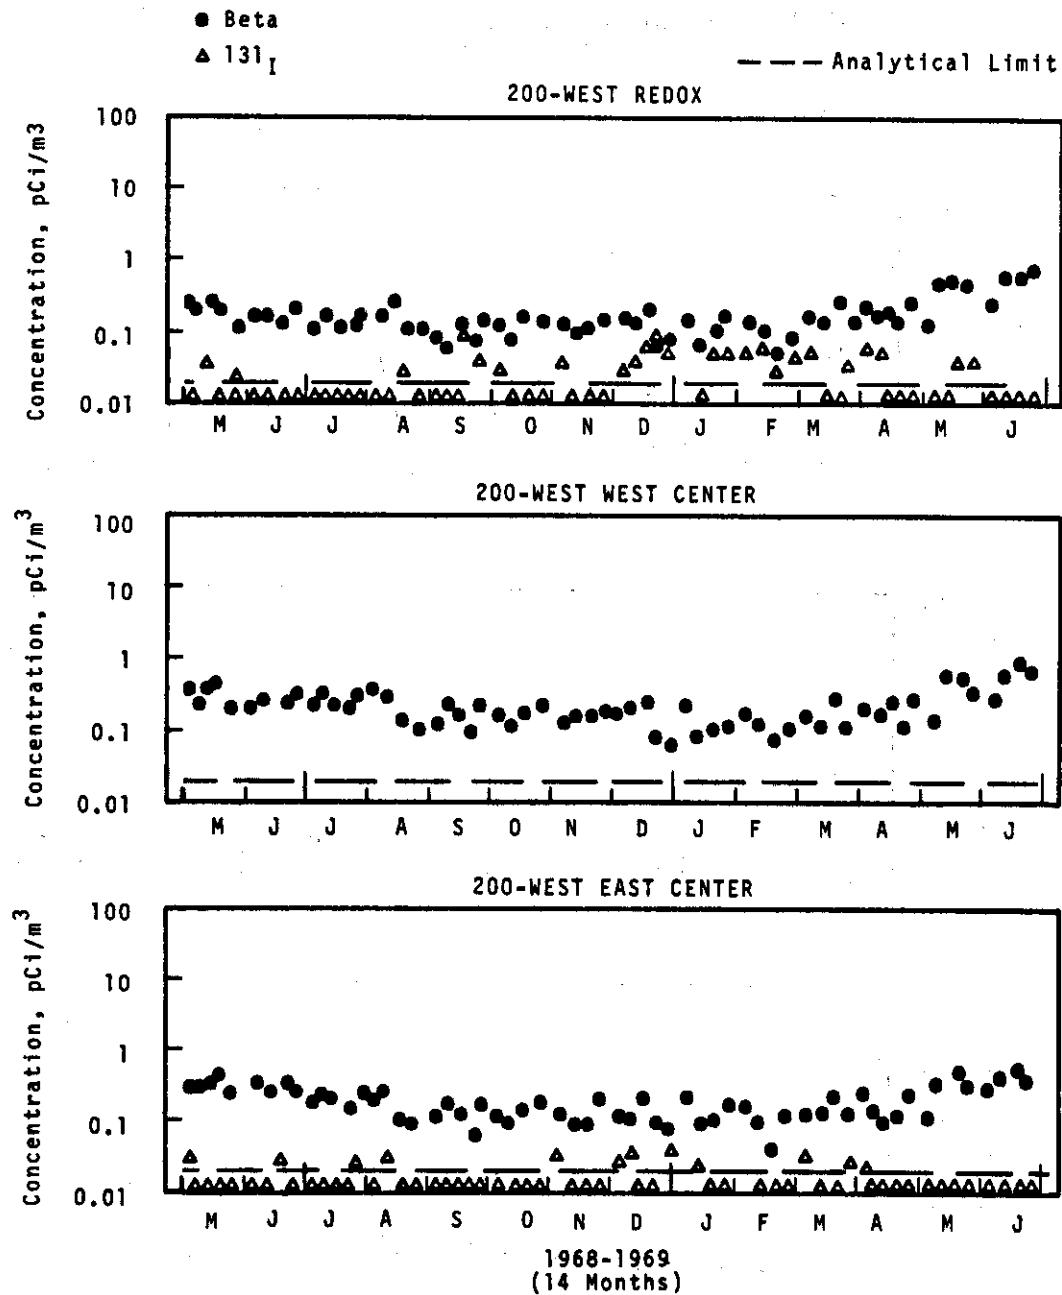 ● Beta
△ 131I
— — — Analytical Limit
200-WEST REDOX
Concentration, pCi/m3
100
10
1
0.1
0.01
M J J A S O N D J F M A M J
200-WEST WEST CENTER
Concentration, pCi/m³
100
10
1
0.1
0.01
M J J A S O N D J F M A M J
200-WEST EAST CENTER
Concentration, pCi/m³
100
10
1
0.1
0.01
M J J A S O N D J F M A M J
1968-1969
(14 Months)